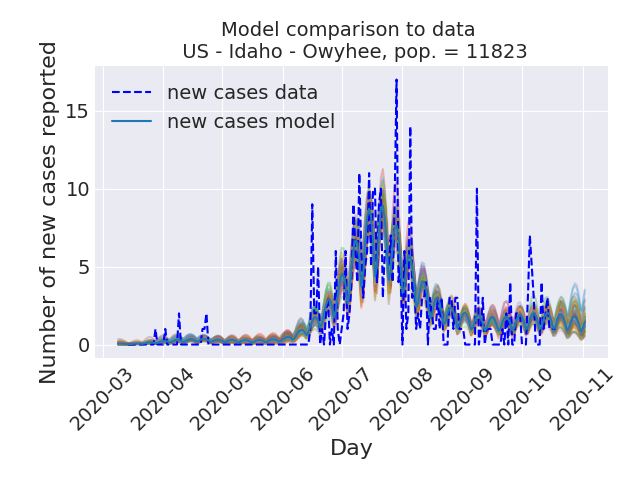 Model comparison to data
US - Idaho - Owyhee, pop. = 11823
new cases data
new cases model
Number of new cases reported
15
10
5
0
2020-03
2020-04
2020-05
2020-06
2020-07
2020-08
2020-09
2020-10
2020-11
Day